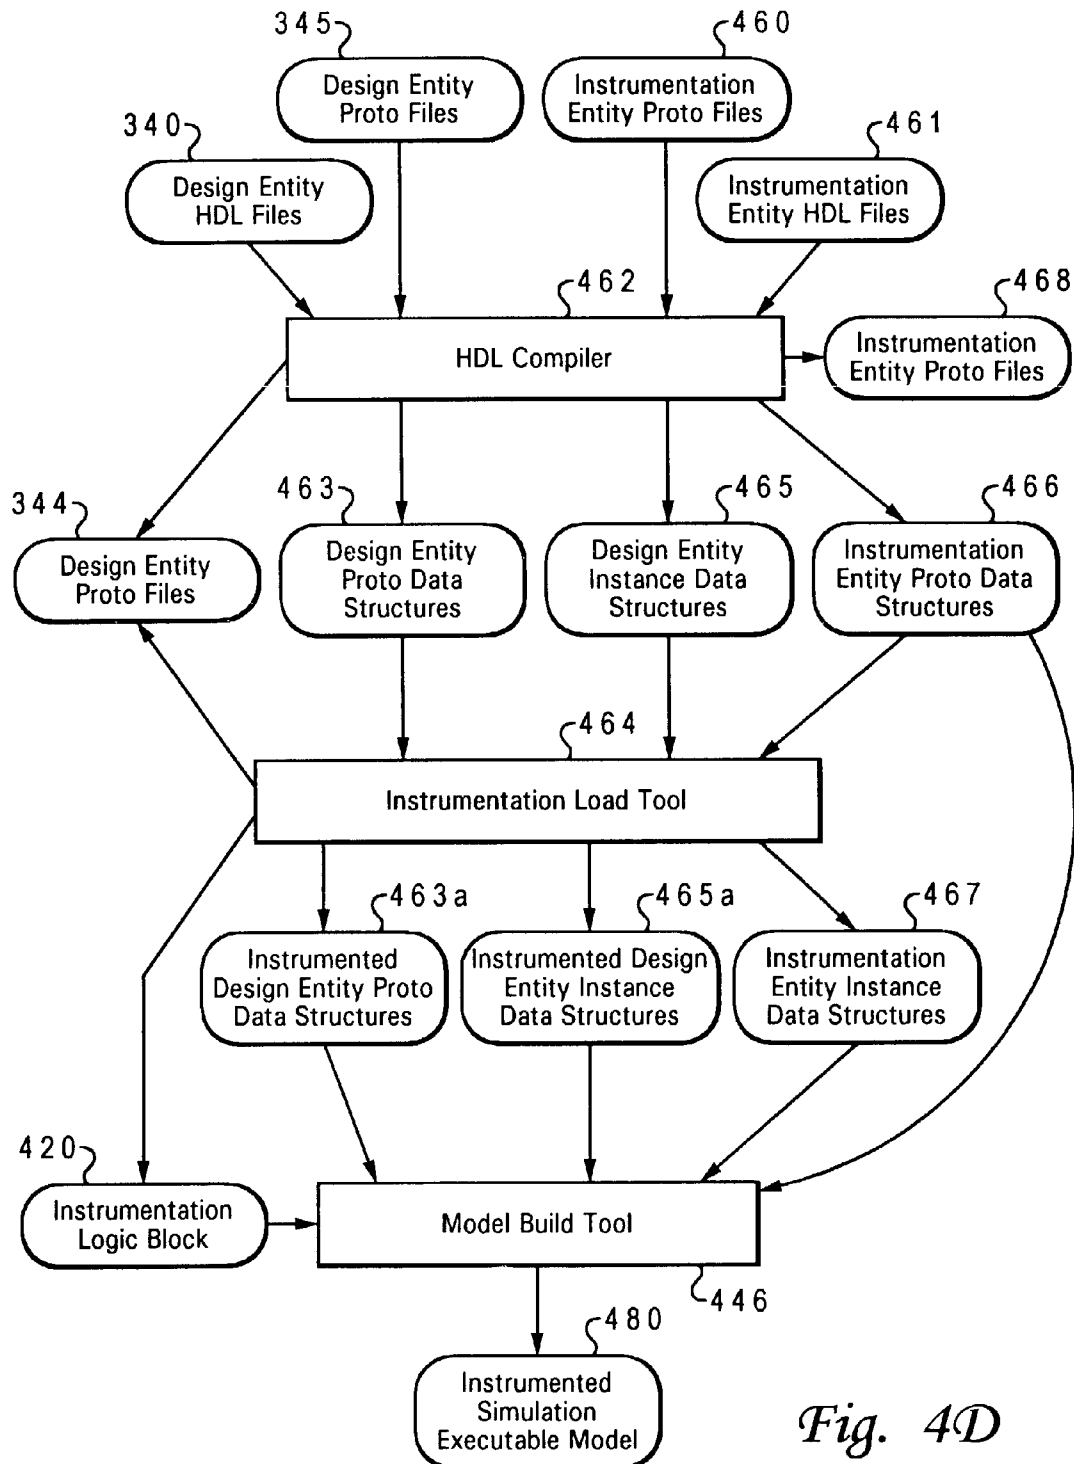 345
460
Design Entity
Proto Files
Instrumentation
Entity Proto Files
340
461
Design Entity
HDL Files
Instrumentation
Entity HDL Files
462
468
HDL Compiler
Instrumentation
Entity Proto Files
344
463
465
466
Design Entity
Proto Files
Design Entity
Proto Data
Structures
Design Entity
Instance Data
Structures
Instrumentation
Entity Proto Data
Structures
464
Instrumentation Load Tool
463a
465a
467
Instrumented
Design Entity Proto
Data Structures
Instrumented Design
Entity Instance
Data Structures
Instrumentation
Entity Instance
Data Structures
420
Instrumentation
Logic Block
Model Build Tool
446
480
Instrumented
Simulation
Executable Model
Fig. 4D